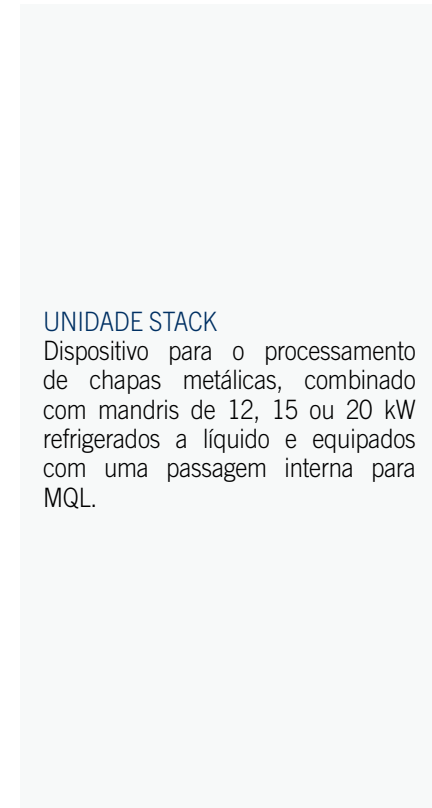 UNIDADE STACK
Dispositivo para o processamento
de chapas metálicas, combinado
com mandris de 12, 15 ou 20 kW
refrigerados a líquido e equipados
com uma passagem interna para
MQL.